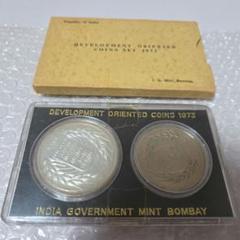 Republic of India
DEVELOPMENT ORIENTED
COINS SET 1973
I. G. Mint, Bombay.
DEVELOPMENT ORIENTED COINS 1973
INDIA GOVERNMENT MINT BOMBAY